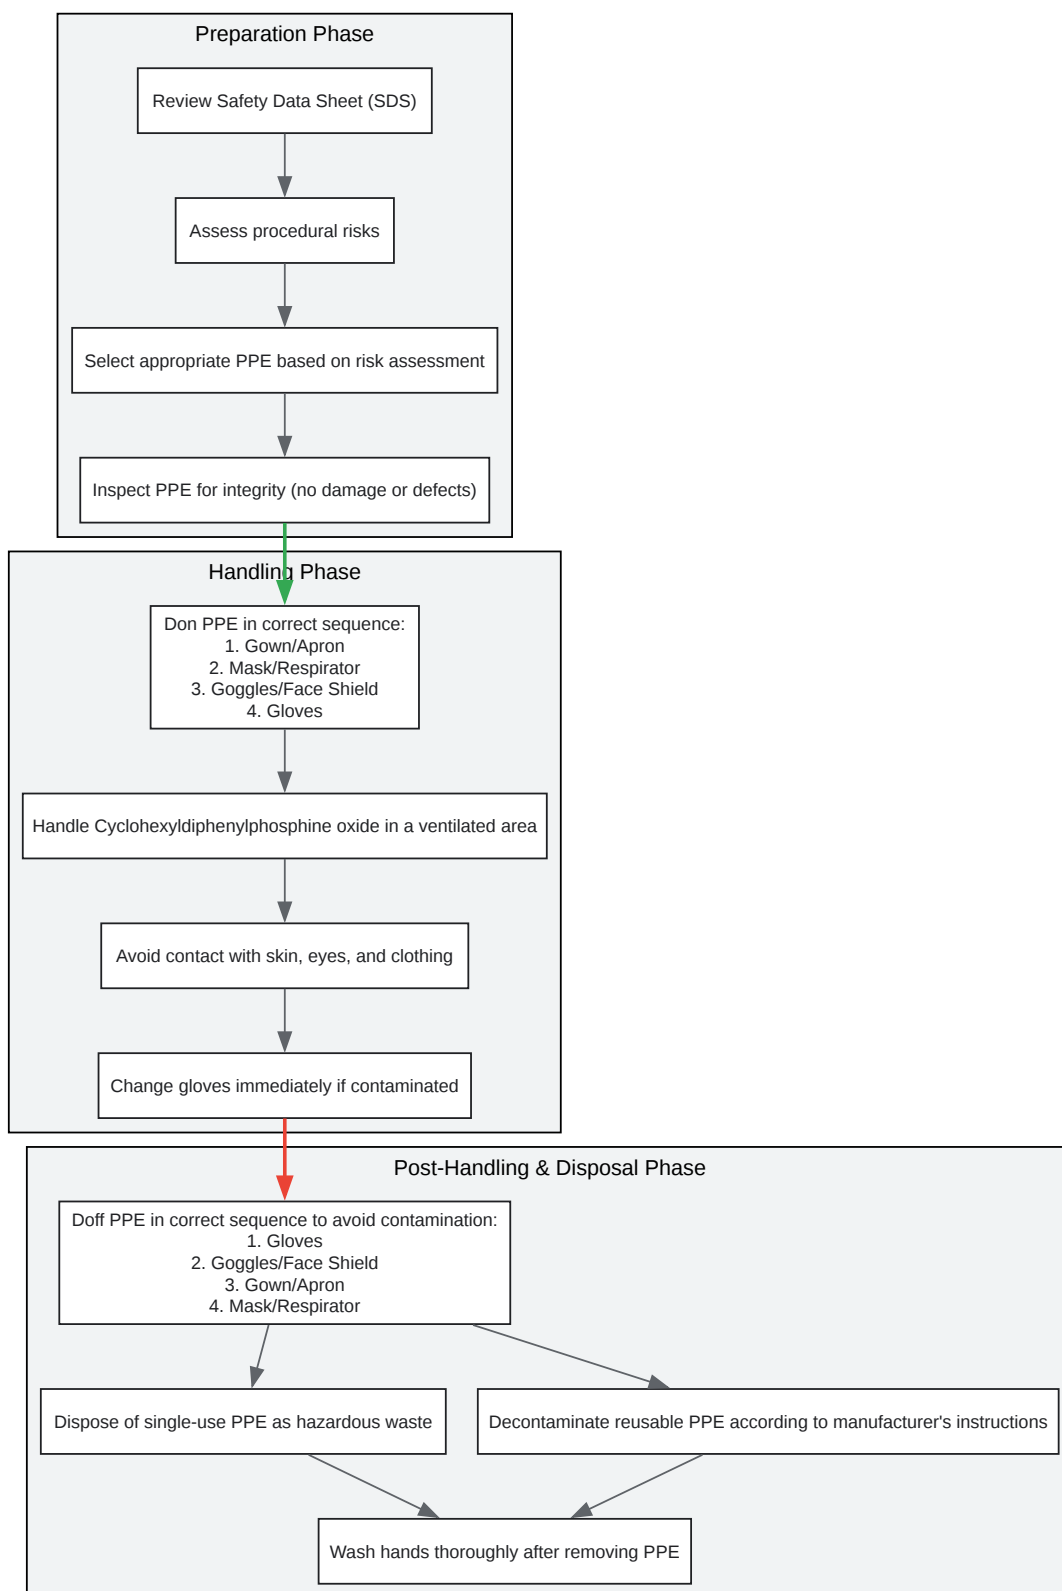 Preparation Phase
Review Safety Data Sheet (SDS)
Assess procedural risks
Select appropriate PPE based on risk assessment
Inspect PPE for integrity (no damage or defects)
Handling Phase
Don PPE in correct sequence:
1. Gown/Apron
2. Mask/Respirator
3. Goggles/Face Shield
4. Gloves
Handle Cyclohexyldiphenylphosphine oxide in a ventilated area
Avoid contact with skin, eyes, and clothing
Change gloves immediately if contaminated
Post-Handling & Disposal Phase
Doff PPE in correct sequence to avoid contamination:
1. Gloves
2. Goggles/Face Shield
3. Gown/Apron
4. Mask/Respirator
Dispose of single-use PPE as hazardous waste
Decontaminate reusable PPE according to manufacturer's instructions
Wash hands thoroughly after removing PPE